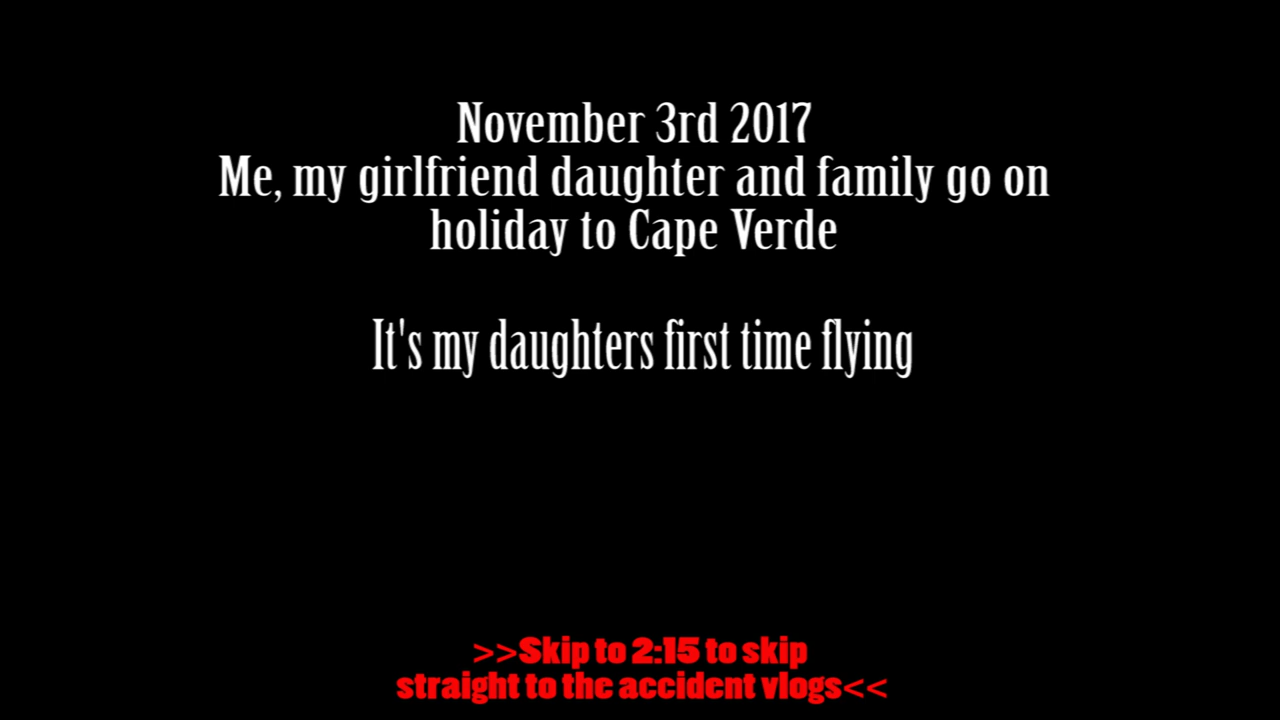 November 3rd 2017
Me, my girlfriend daughter and family go on
holiday to Cape Verde
It's my daughters first time flying
>>Skip to 2:15 to skip
straight to the accident vlogs<<